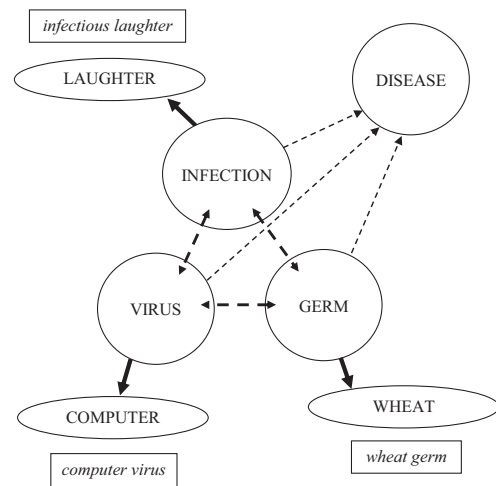 infectious laughter
LAUGHTER
DISEASE
INFECTION
VIRUS
GERM
COMPUTER
WHEAT
computer virus
wheat germ